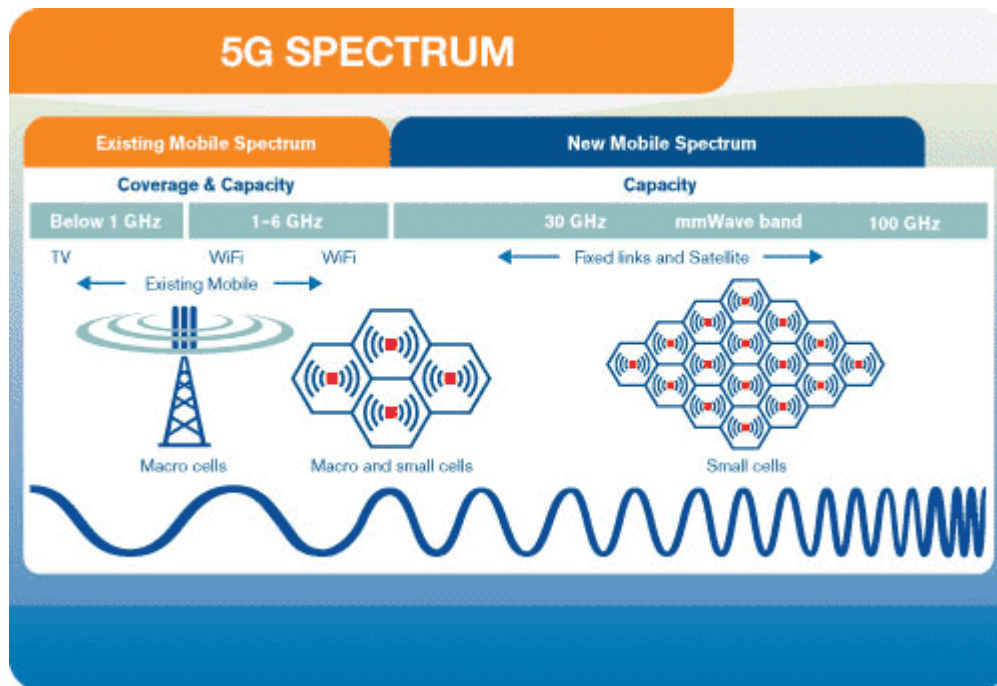 5G SPECTRUM
Existing Mobile Spectrum
New Mobile Spectrum
Coverage & Capacity
Capacity
Below 1 GHz
1–6 GHz
30 GHz
mmWave band
100 GHz
TV
WiFi
WiFi
Fixed links and Satellite
Existing Mobile
Macro cells
Macro and small cells
Small cells